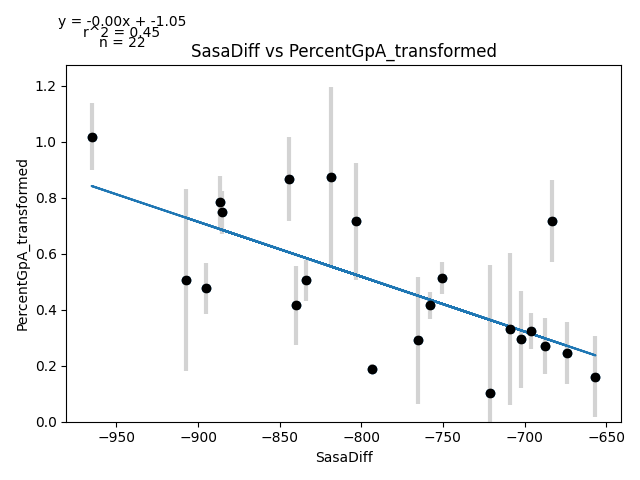 y = -0.00x + -1.05
r^2 = 0.45
n = 22
SasaDiff vs PercentGpA_transformed
PercentGpA_transformed
1.2
1.0
0.8
0.6
0.4
0.2
0.0
−950 −900 −850 −800 −750 −700 −650
SasaDiff